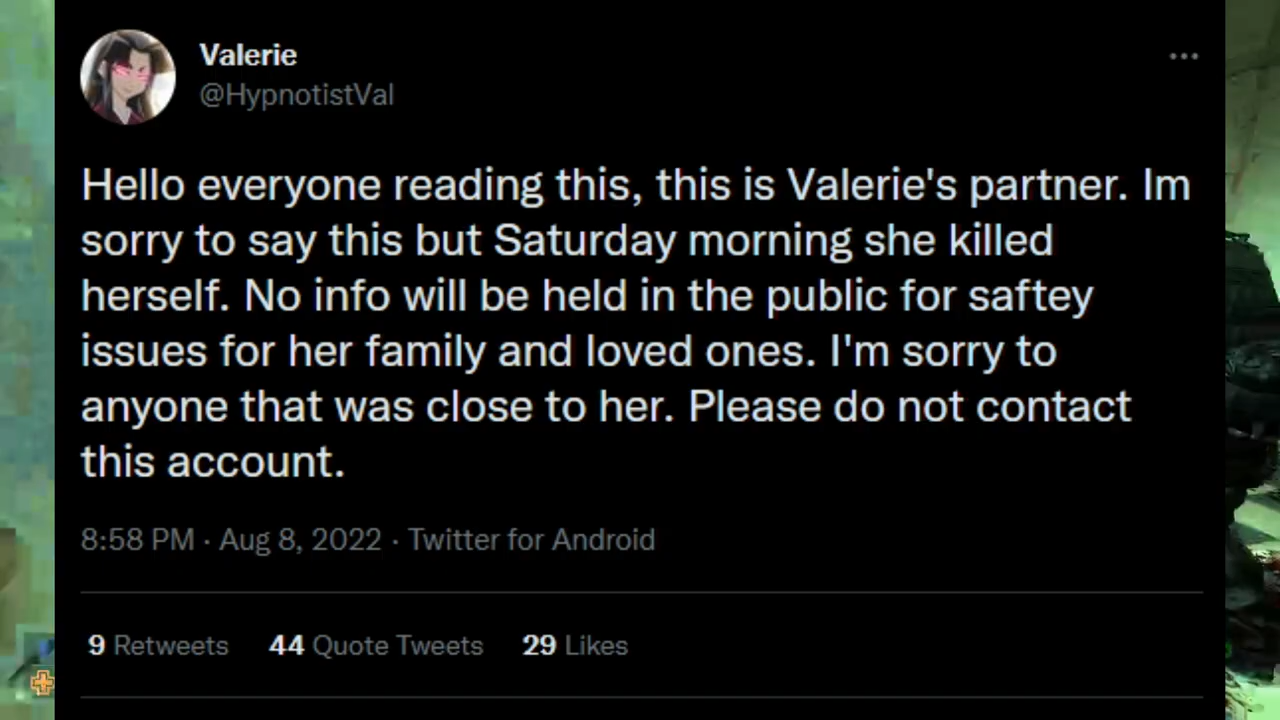 Valerie
@HypnotistVal
Hello everyone reading this, this is Valerie's partner. Im
sorry to say this but Saturday morning she killed
herself. No info will be held in the public for saftey
issues for her family and loved ones. I'm sorry to
anyone that was close to her. Please do not contact
this account.
8:58 PM · Aug 8, 2022 · Twitter for Android
9 Retweets 44 Quote Tweets 29 Likes